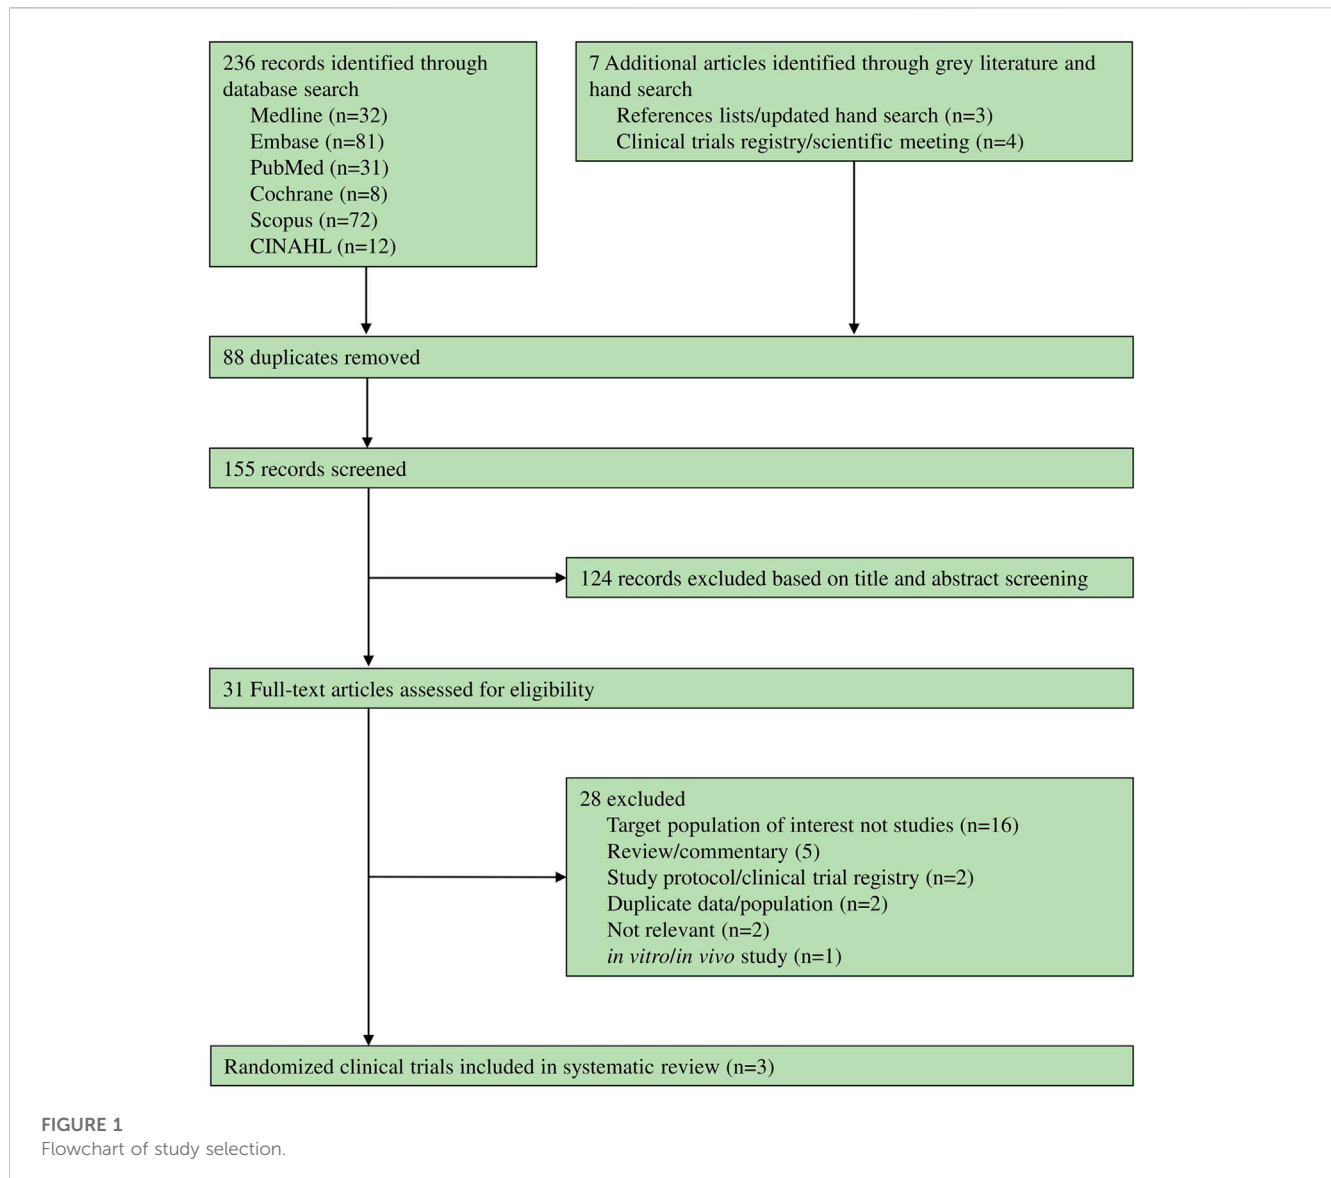 236 records identified through
database search
Medline (n=32)
Embase (n=81)
PubMed (n=31)
Cochrane (n=8)
Scopus (n=72)
CINAHL (n=12)
7 Additional articles identified through grey literature and
hand search
References lists/updated hand search (n=3)
Clinical trials registry/scientific meeting (n=4)
88 duplicates removed
155 records screened
124 records excluded based on title and abstract screening
31 Full-text articles assessed for eligibility
28 excluded
Target population of interest not studies (n=16)
Review/commentary (5)
Study protocol/clinical trial registry (n=2)
Duplicate data/population (n=2)
Not relevant (n=2)
in vitro/in vivo study (n=1)
Randomized clinical trials included in systematic review (n=3)
FIGURE 1
Flowchart of study selection.